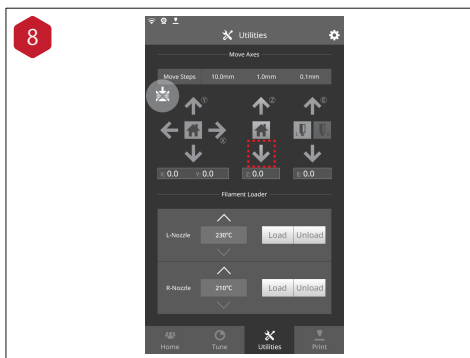 8
Utilities
Move Axes
Move Steps 10.0mm 1.0mm 0.1mm
Y Z E
X
X: 0.0 Y: 0.0 Z: 0.0 E: 0.0
Filament Loader
L-Nozzle 230°C Load Unload
R-Nozzle 210°C Load Unload
Home Tune Utilities Print